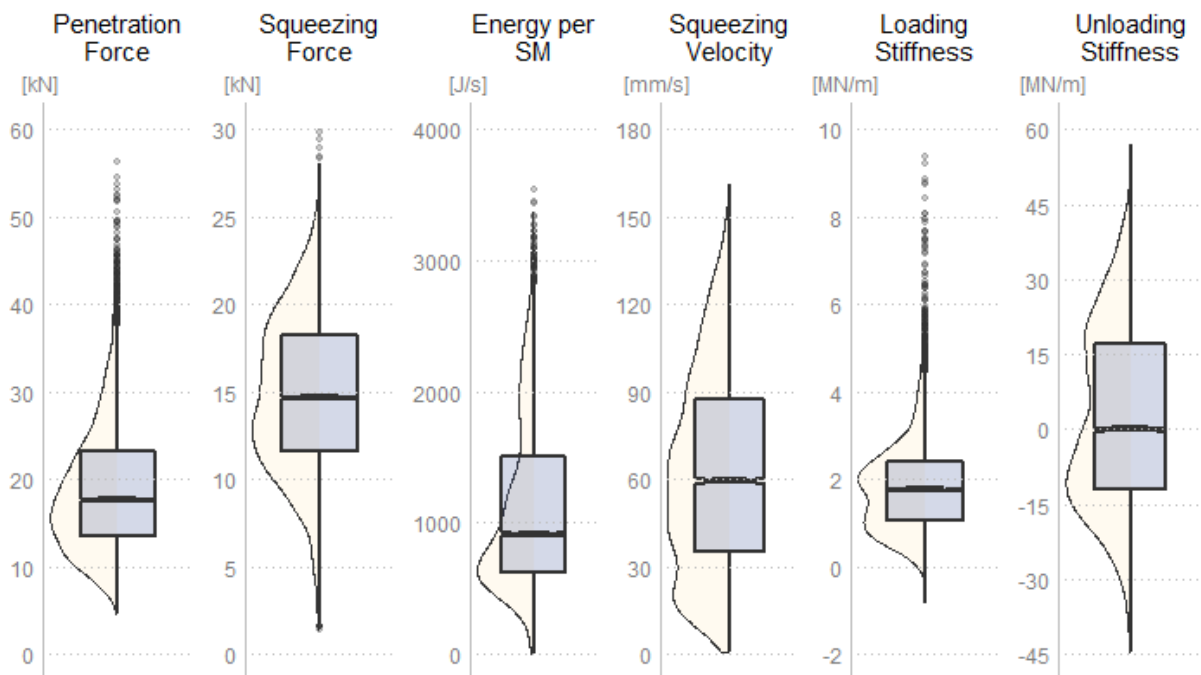 Penetration
Force
[kN]
60
50
40
30
20
10
0
Squeezing
Force
[kN]
30
25
20
15
10
5
0
Energy per
SM
[J/s]
4000
3000
2000
1000
0
Squeezing
Velocity
[mm/s]
180
150
120
90
60
30
0
Loading
Stiffness
[MN/m]
10
8
6
4
2
0
-2
Unloading
Stiffness
[MN/m]
60
45
30
15
0
-15
-30
-45